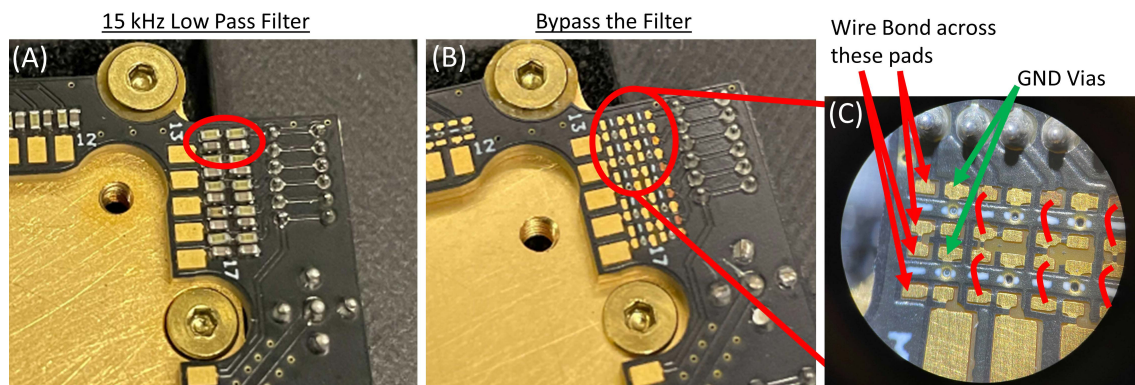 15 kHz Low Pass Filter
Bypass the Filter
Wire Bond across
these pads
GND Vias
(A)
(B)
(C)
13
12
17
13
12
17